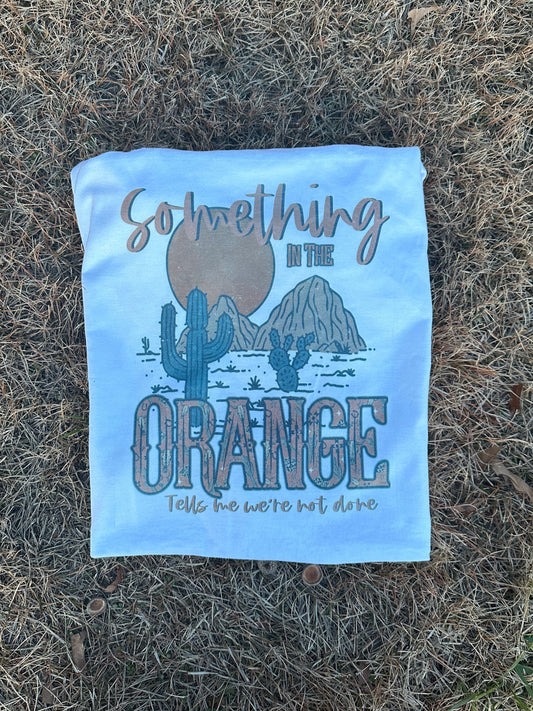 Something
IN THE
ORANGE
Tells me we're not done